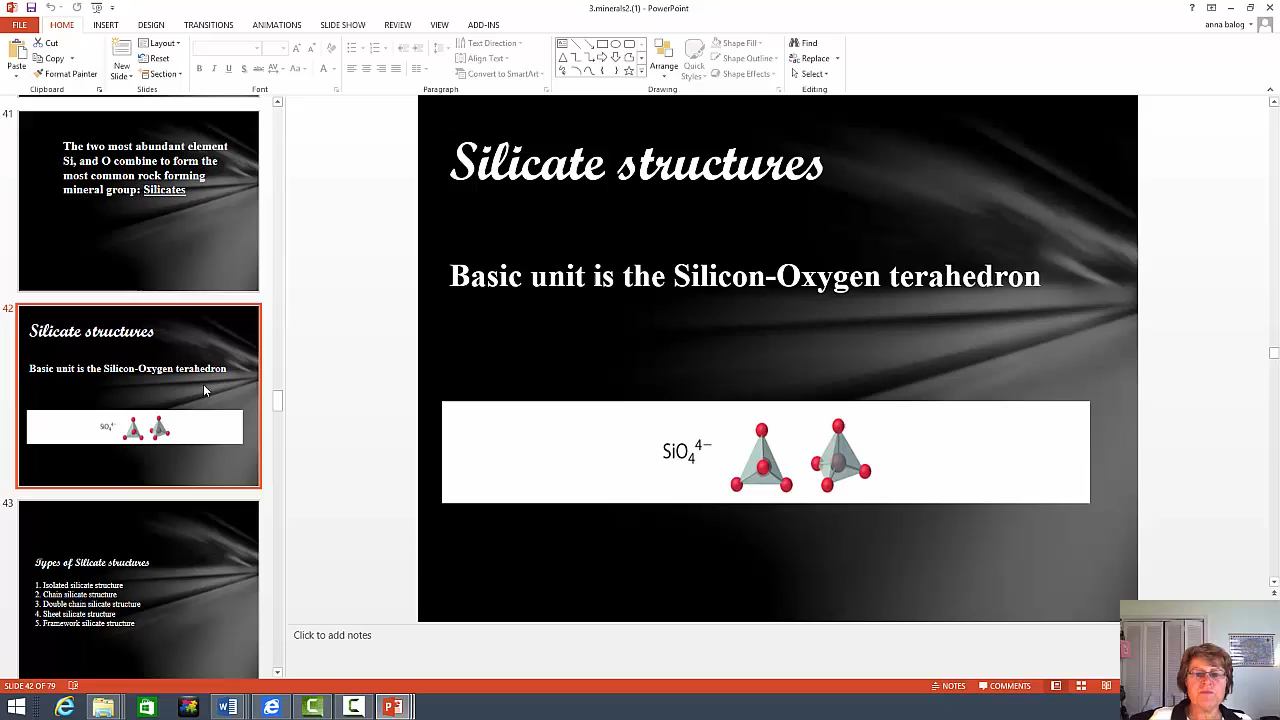 3.minerals2.(1) - PowerPoint
FILE HOME INSERT DESIGN TRANSITIONS ANIMATIONS SLIDE SHOW REVIEW VIEW ADD-INS anna balog
Cut
Copy
Format Painter
Paste
Clipboard
New Slide
Layout
Reset
Section
Slides
B I U S abc AV Aa A
Font
Text Direction
Align Text
Convert to SmartArt
Paragraph
Arrange
Quick Styles
Shape Fill
Shape Outline
Shape Effects
Drawing
Find
Replace
Select
Editing
41
The two most abundant element
Si, and O combine to form the
most common rock forming
mineral group: Silicates
42
Silicate structures
Basic unit is the Silicon-Oxygen terahedron
SiO₄⁴⁻
43
Types of Silicate structures
1. Isolated silicate structure
2. Chain silicate structure
3. Double chain silicate structure
4. Sheet silicate structure
5. Framework silicate structure
Silicate structures
Basic unit is the Silicon-Oxygen terahedron
SiO₄⁴⁻
Click to add notes
SLIDE 42 OF 79 NOTES COMMENTS